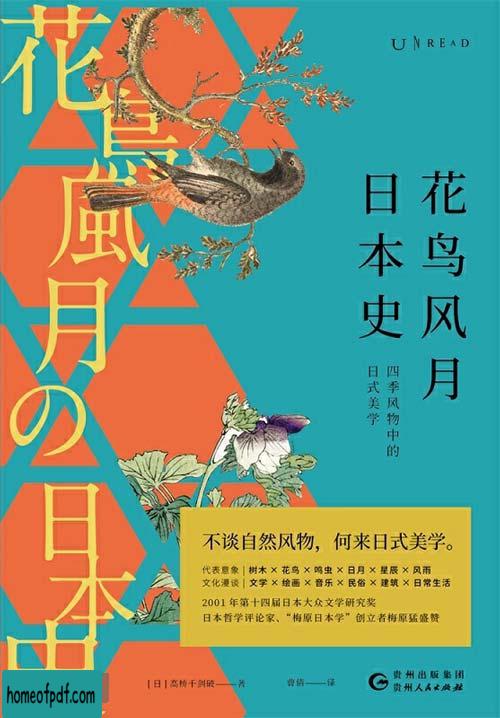 UNREAD
花鳥風月の日本史
花鸟风月
日本史
四季风物中的
日式美学
不谈自然风物，何来日式美学。
代表意象｜树木×花鸟×鸣虫×日月×星辰×风雨
文化漫谈｜文学×绘画×音乐×民俗×建筑×日常生活
2001年第十四届日本大众文学研究奖
日本哲学评论家、“梅原日本学”创立者梅原猛盛赞
［日］高桥千剑破—著
曹倩—译
贵州出版集团
贵州人民出版社
homeofpdf.com